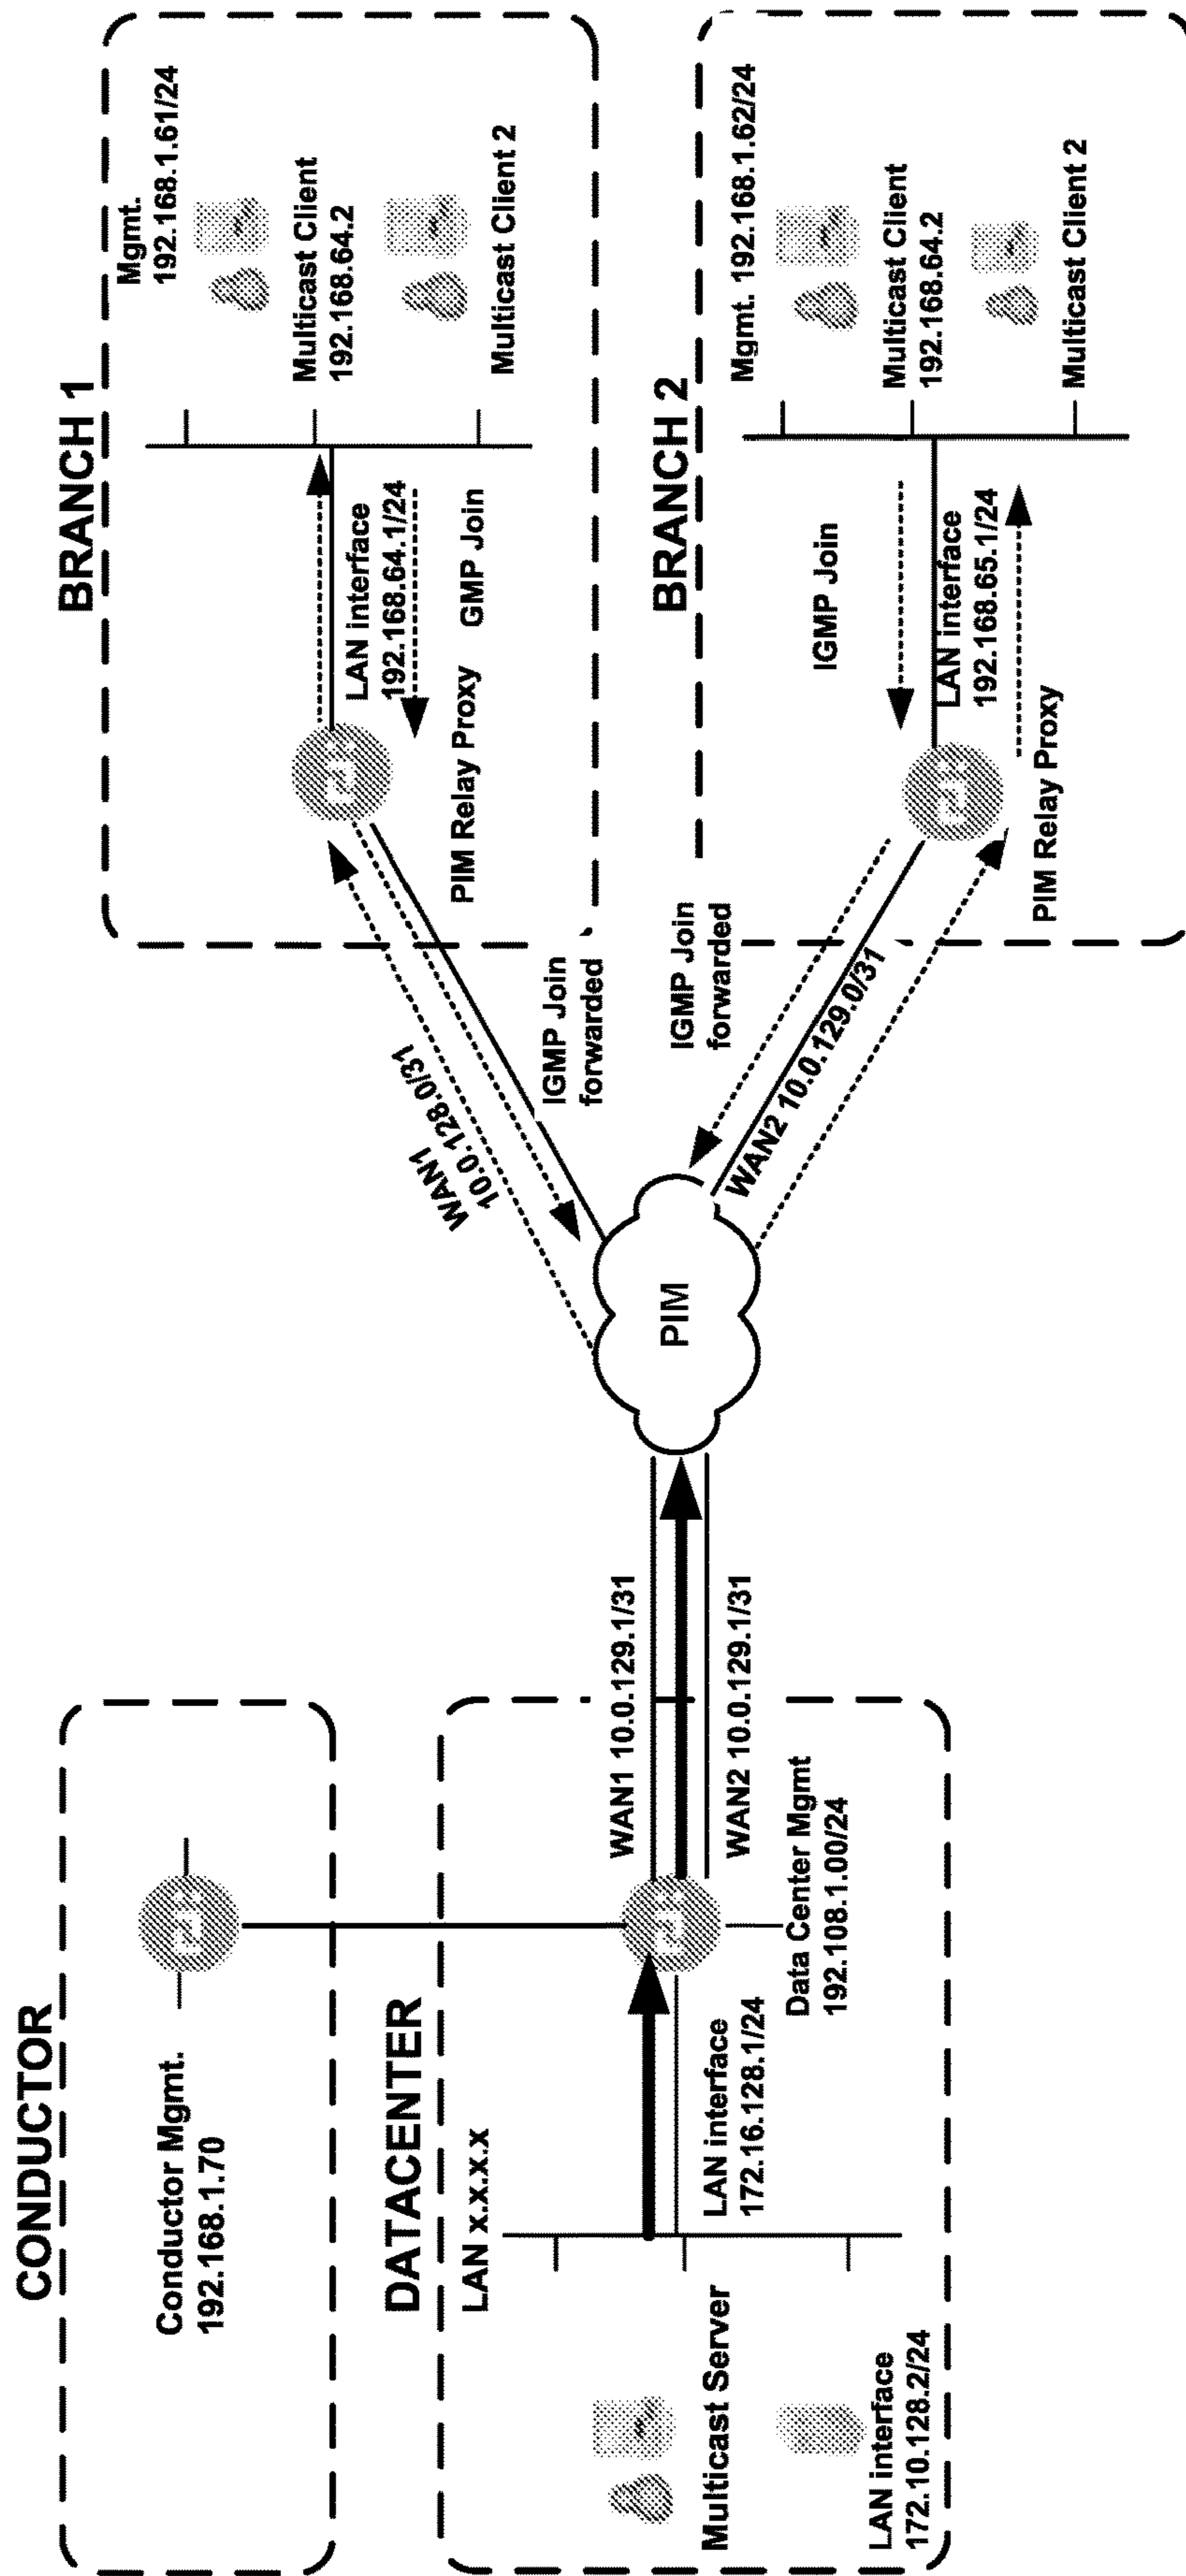 CONDUCTOR
Conductor Mgmt.
192.168.1.70
DATACENTER
LAN x.x.x.x
Multicast Server
LAN interface
172.10.128.2/24
LAN interface
172.16.128.1/24
Data Center Mgmt
192.108.1.00/24
WAN1 10.0.129.1/31
WAN2 10.0.129.1/31
PIM
WAN1
10.0.128.0/31
IGMP Join
forwarded
IGMP Join
forwarded
WAN2 10.0.129.0/31
BRANCH 1
Mgmt.
192.168.1.61/24
Multicast Client
192.168.64.2
Multicast Client 2
LAN interface
192.168.64.1/24
PIM Relay Proxy
GMP Join
BRANCH 2
Mgmt. 192.168.1.62/24
Multicast Client
192.168.64.2
Multicast Client 2
IGMP Join
LAN interface
192.168.65.1/24
PIM Relay Proxy